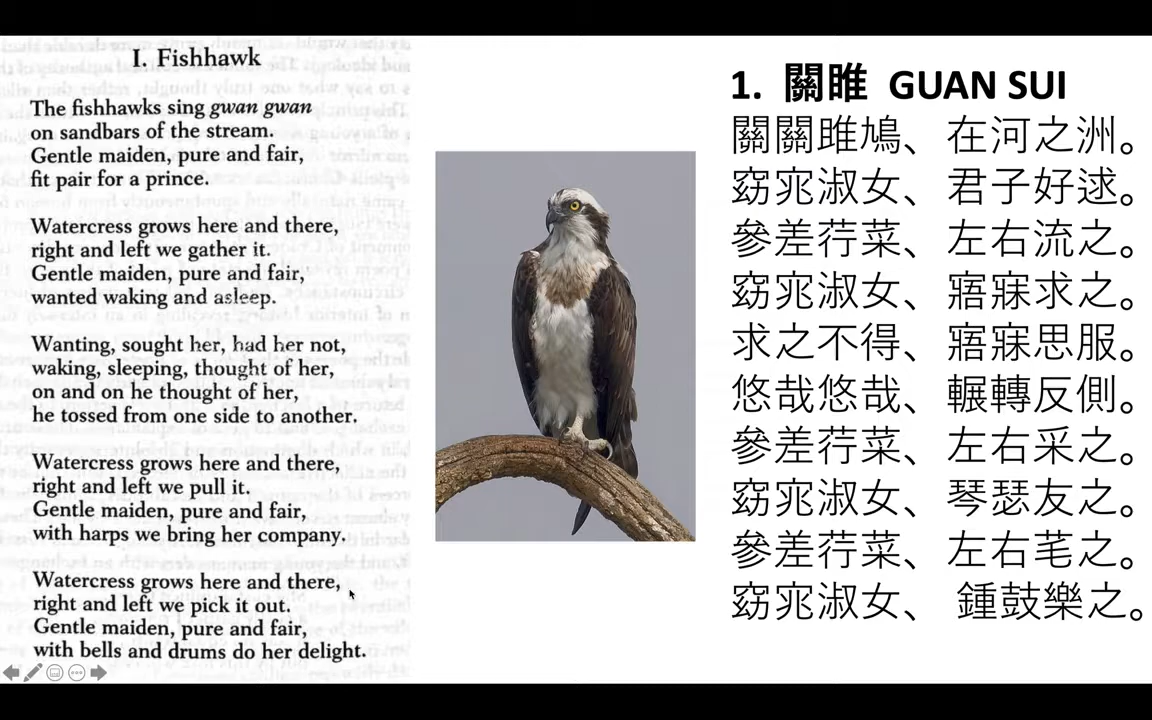 I. Fishhawk
The fishhawks sing gwan gwan
on sandbars of the stream.
Gentle maiden, pure and fair,
fit pair for a prince.
Watercress grows here and there,
right and left we gather it.
Gentle maiden, pure and fair,
wanted waking and asleep.
Wanting, sought her, had her not,
waking, sleeping, thought of her,
on and on he thought of her,
he tossed from one side to another.
Watercress grows here and there,
right and left we pull it.
Gentle maiden, pure and fair,
with harps we bring her company.
Watercress grows here and there,
right and left we pick it out.
Gentle maiden, pure and fair,
with bells and drums do her delight.
1. 關睢 GUAN SUI
關關雎鳩、在河之洲。
窈窕淑女、君子好逑。
參差荇菜、左右流之。
窈窕淑女、寤寐求之。
求之不得、寤寐思服。
悠哉悠哉、輾轉反側。
參差荇菜、左右采之。
窈窕淑女、琴瑟友之。
參差荇菜、左右芼之。
窈窕淑女、 鍾鼓樂之。